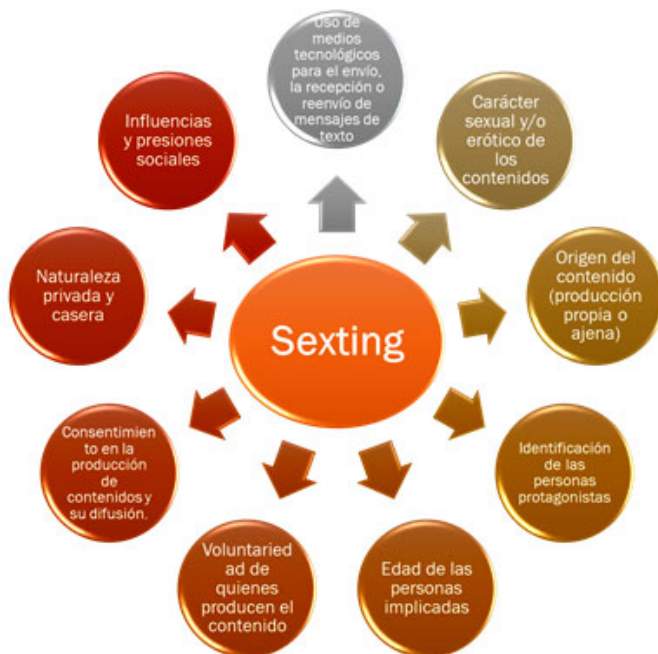 Uso de
medios
tecnológicos
para el envío,
la recepción o
reenvío de
mensajes de
texto
Carácter
sexual y/o
erótico de
los
contenidos
Origen del
contenido
(producción
propia o
ajena)
Identificación
de las
personas
protagonistas
Edad de las
personas
implicadas
Voluntaried
ad de
quienes
producen el
contenido
Consentimien
to en la
producción
de
contenidos y
su difusión.
Naturaleza
privada y
casera
Influencias
y presiones
sociales
Sexting